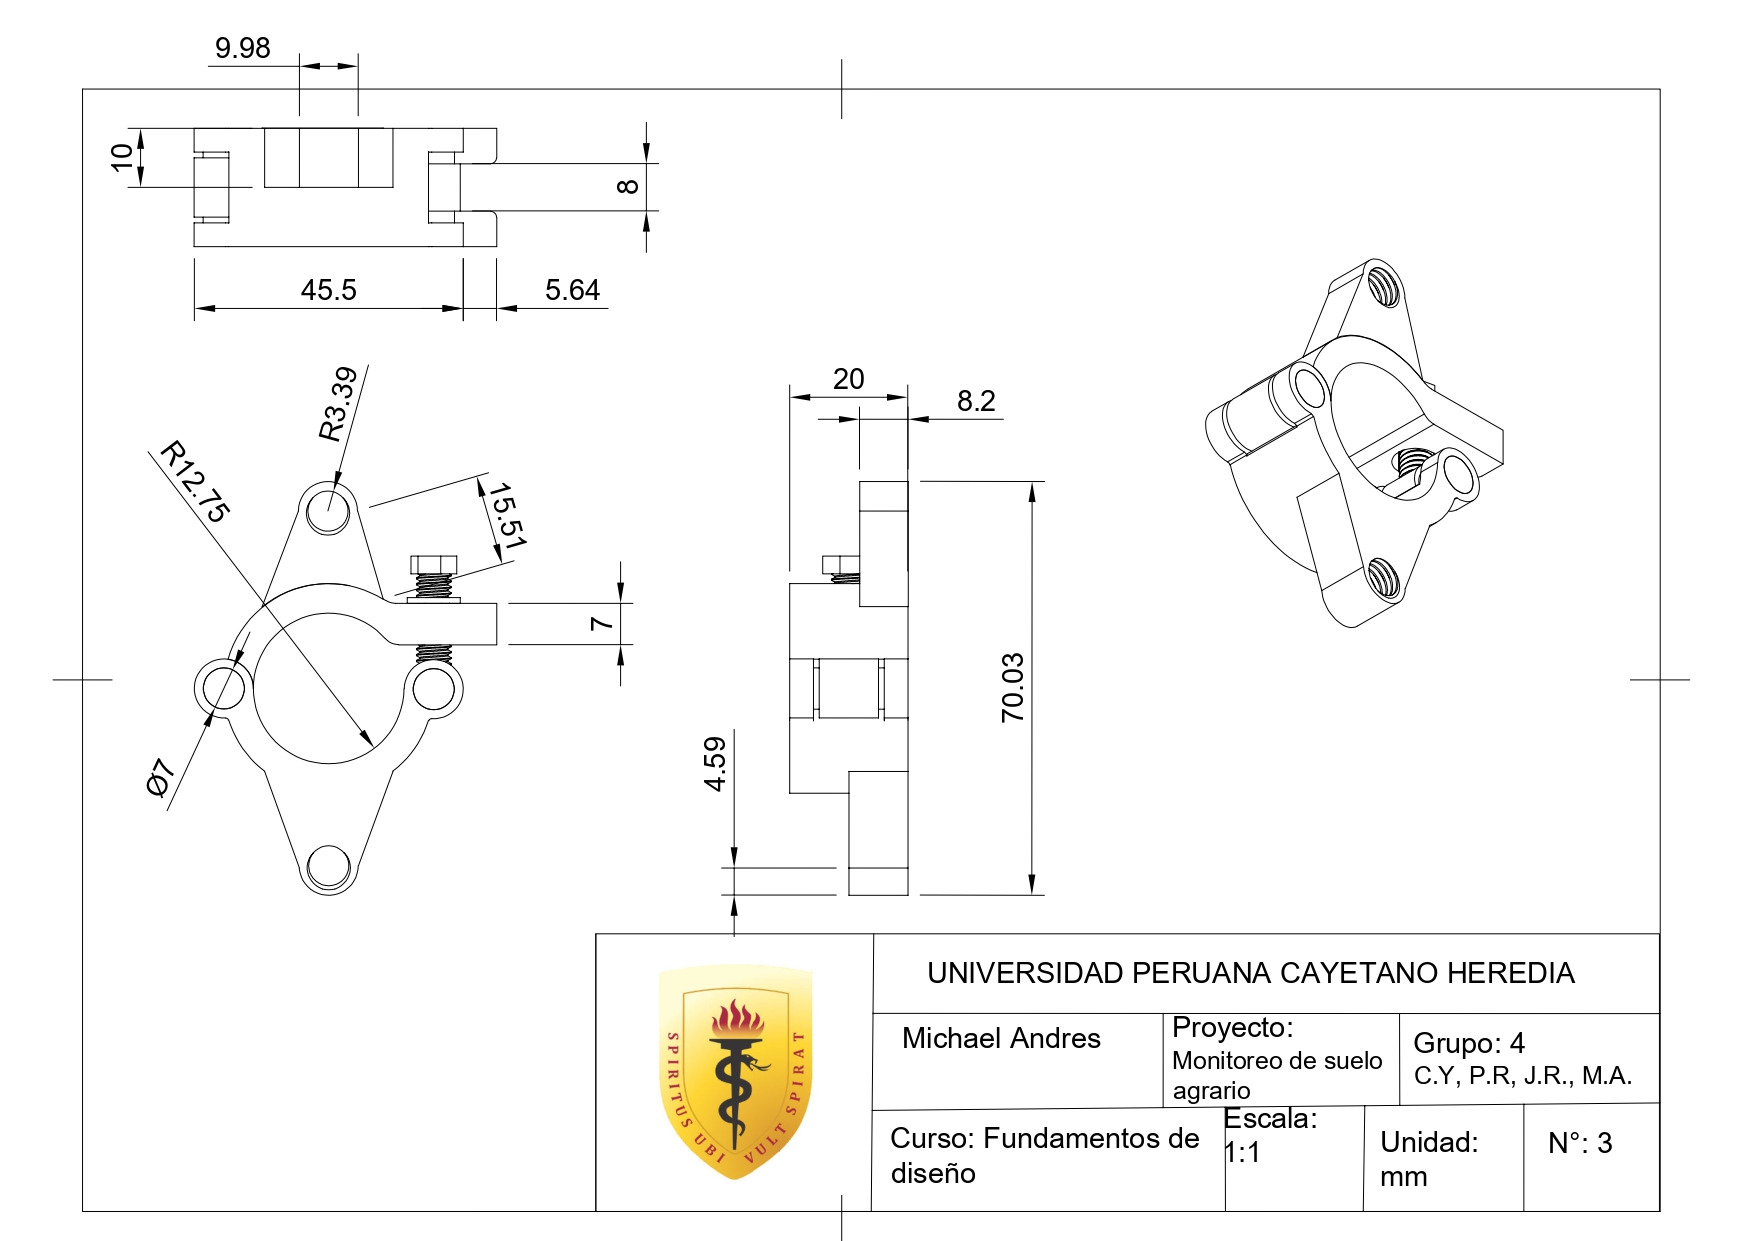 9.98
10
8
45.5
5.64
R3.39
R12.75
15.51
7
Ø7
20
8.2
70.03
4.59
SPIRITUS UBI VULT SPIRAT
UNIVERSIDAD PERUANA CAYETANO HEREDIA
Michael Andres
Proyecto:
Monitoreo de suelo
agrario
Grupo: 4
C.Y, P.R, J.R., M.A.
Curso: Fundamentos de
diseño
Escala:
1:1
Unidad:
mm
N°: 3